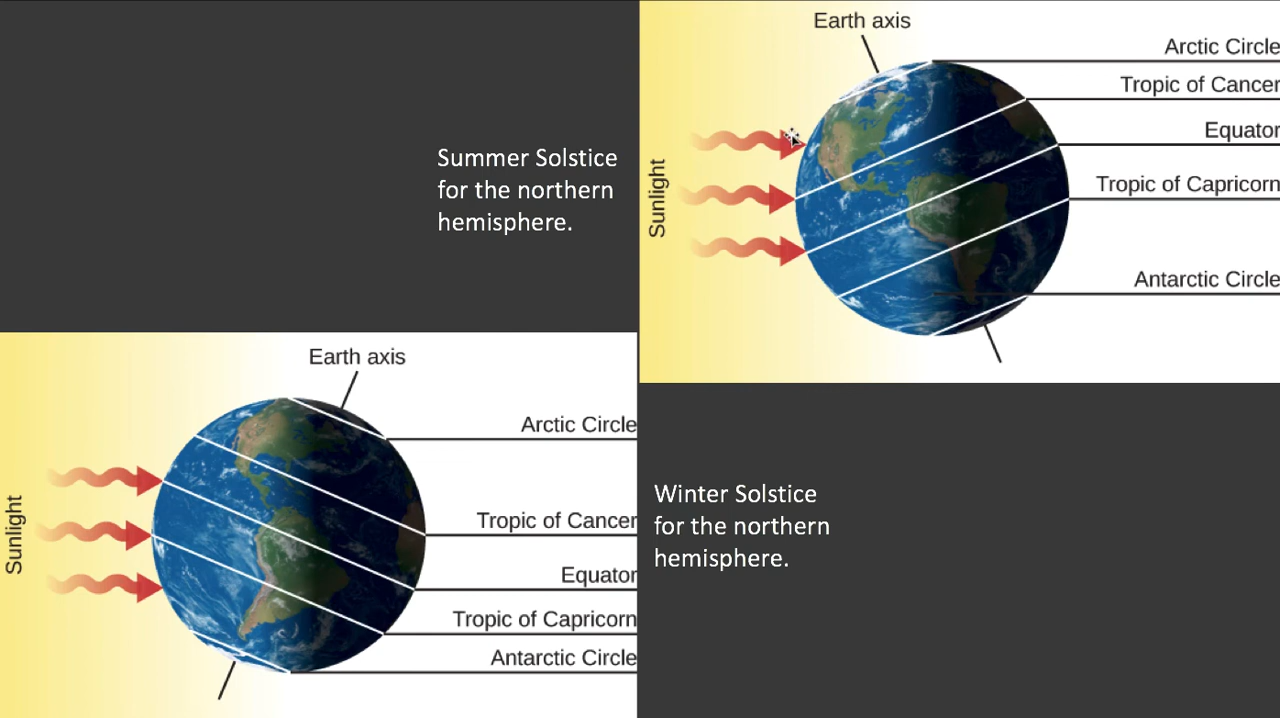 Earth axis
Arctic Circle
Tropic of Cancer
Equator
Tropic of Capricorn
Antarctic Circle
Sunlight
Summer Solstice
for the northern
hemisphere.
Earth axis
Arctic Circle
Tropic of Cancer
Equator
Tropic of Capricorn
Antarctic Circle
Sunlight
Winter Solstice
for the northern
hemisphere.